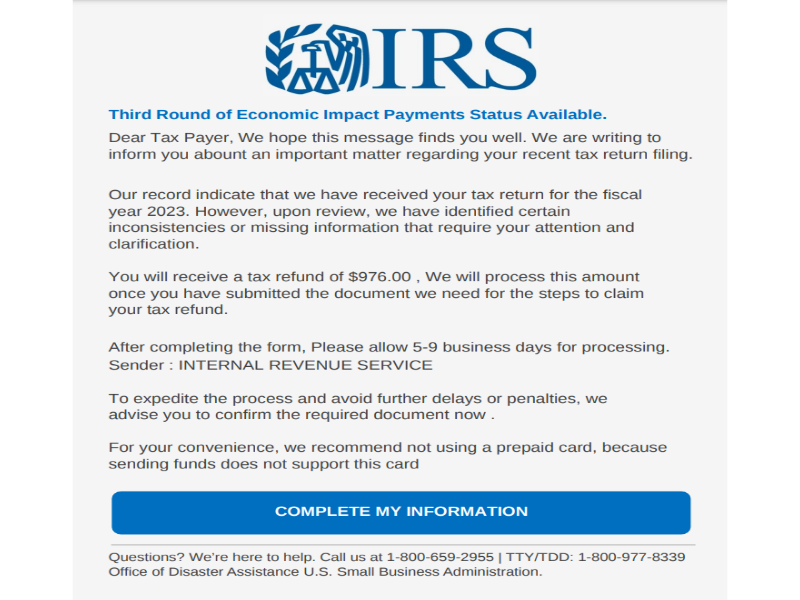 IRS
Third Round of Economic Impact Payments Status Available.
Dear Tax Payer, We hope this message finds you well. We are writing to
inform you abount an important matter regarding your recent tax return filing.
Our record indicate that we have received your tax return for the fiscal
year 2023. However, upon review, we have identified certain
inconsistencies or missing information that require your attention and
clarification.
You will receive a tax refund of $976.00 , We will process this amount
once you have submitted the document we need for the steps to claim
your tax refund.
After completing the form, Please allow 5-9 business days for processing.
Sender : INTERNAL REVENUE SERVICE
To expedite the process and avoid further delays or penalties, we
advise you to confirm the required document now .
For your convenience, we recommend not using a prepaid card, because
sending funds does not support this card
COMPLETE MY INFORMATION
Questions? We're here to help. Call us at 1-800-659-2955 | TTY/TDD: 1-800-977-8339
Office of Disaster Assistance U.S. Small Business Administration.